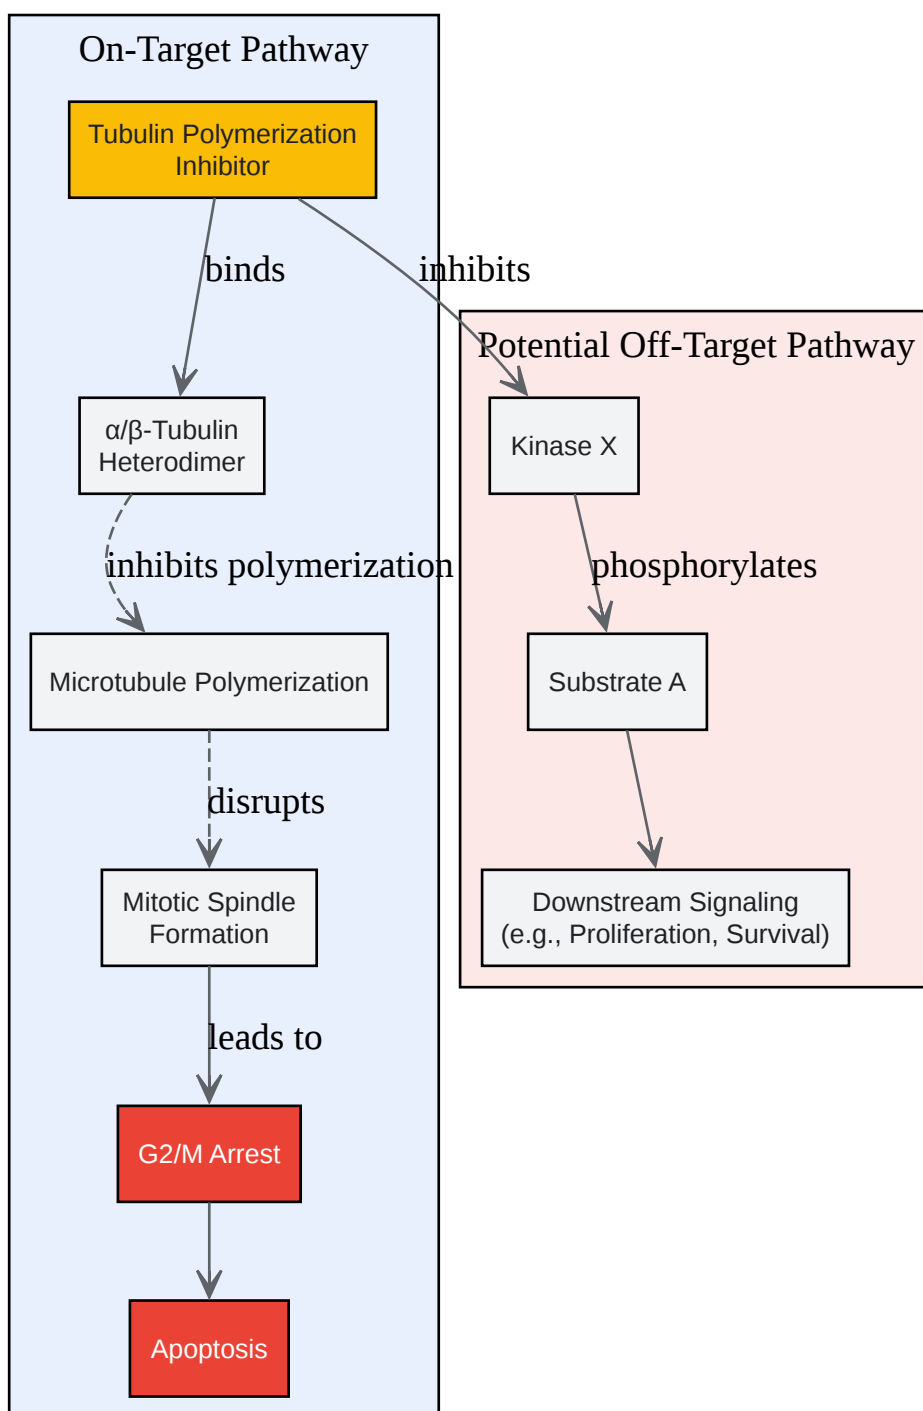 On-Target Pathway
Tubulin Polymerization
Inhibitor
binds
inhibits
Potential Off-Target Pathway
α/β-Tubulin
Heterodimer
Kinase X
inhibits polymerization
phosphorylates
Microtubule Polymerization
Substrate A
disrupts
Mitotic Spindle
Formation
Downstream Signaling
(e.g., Proliferation, Survival)
leads to
G2/M Arrest
Apoptosis